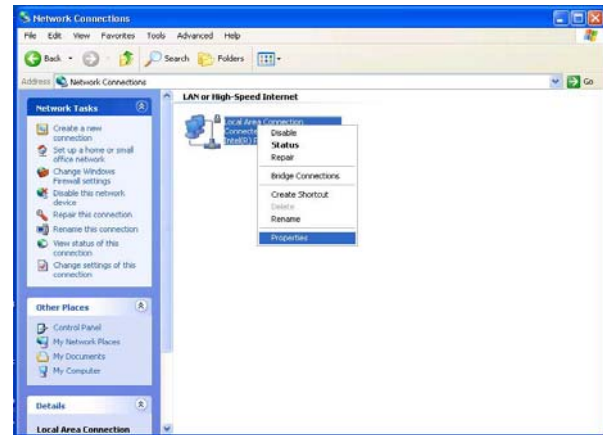 Network Connections
File Edit View Favorites Tools Advanced Help
Back Search Folders
Address Network Connections Go
Network Tasks
Create a new
connection
Set up a home or small
office network
Change Windows
Firewall settings
Disable this network
device
Repair this connection
Rename this connection
View status of this
connection
Change settings of this
connection
Other Places
Control Panel
My Network Places
My Documents
My Computer
Details
Local Area Connection
LAN or High-Speed Internet
Local Area Connection
Connecte
Intel(R) P
Disable
Status
Repair
Bridge Connections
Create Shortcut
Delete
Rename
Properties